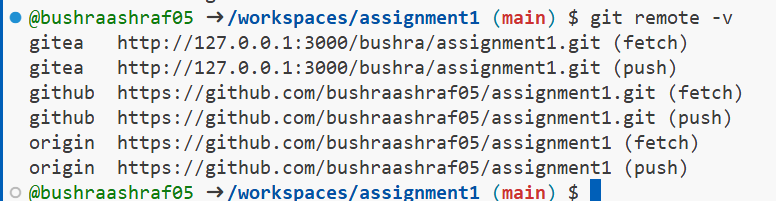 @bushraashraf05 ➜/workspaces/assignment1 (main) $ git remote -v
gitea   http://127.0.0.1:3000/bushra/assignment1.git (fetch)
gitea   http://127.0.0.1:3000/bushra/assignment1.git (push)
github  https://github.com/bushraashraf05/assignment1.git (fetch)
github  https://github.com/bushraashraf05/assignment1.git (push)
origin  https://github.com/bushraashraf05/assignment1 (fetch)
origin  https://github.com/bushraashraf05/assignment1 (push)
@bushraashraf05 ➜/workspaces/assignment1 (main) $